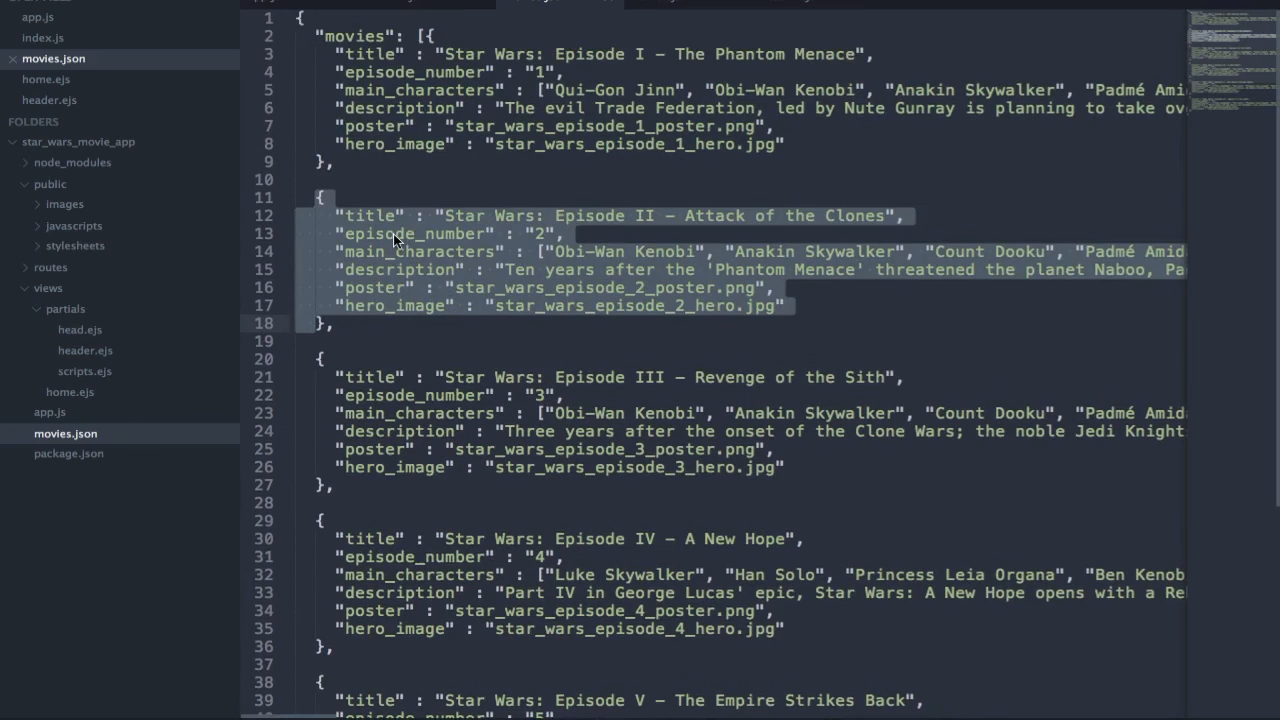 app.js
index.js
movies.json
home.ejs
header.ejs
FOLDERS
star_wars_movie_app
node_modules
public
images
javascripts
stylesheets
routes
views
partials
head.ejs
header.ejs
scripts.ejs
home.ejs
app.js
movies.json
package.json
1 {
2 "movies": [{
3 "title" : "Star Wars: Episode I – The Phantom Menace",
4 "episode_number" : "1",
5 "main_characters" : ["Qui-Gon Jinn", "Obi-Wan Kenobi", "Anakin Skywalker", "Padmé Ami
6 "description" : "The evil Trade Federation, led by Nute Gunray is planning to take ov
7 "poster" : "star_wars_episode_1_poster.png",
8 "hero_image" : "star_wars_episode_1_hero.jpg"
9 },
10
11 {
12 "title" : "Star Wars: Episode II – Attack of the Clones",
13 "episode_number" : "2",
14 "main_characters" : ["Obi-Wan Kenobi", "Anakin Skywalker", "Count Dooku", "Padmé Amid
15 "description" : "Ten years after the 'Phantom Menace' threatened the planet Naboo, Pa
16 "poster" : "star_wars_episode_2_poster.png",
17 "hero_image" : "star_wars_episode_2_hero.jpg"
18 },
19
20 {
21 "title" : "Star Wars: Episode III – Revenge of the Sith",
22 "episode_number" : "3",
23 "main_characters" : ["Obi-Wan Kenobi", "Anakin Skywalker", "Count Dooku", "Padmé Amid
24 "description" : "Three years after the onset of the Clone Wars; the noble Jedi Knight
25 "poster" : "star_wars_episode_3_poster.png",
26 "hero_image" : "star_wars_episode_3_hero.jpg"
27 },
28
29 {
30 "title" : "Star Wars: Episode IV – A New Hope",
31 "episode_number" : "4",
32 "main_characters" : ["Luke Skywalker", "Han Solo", "Princess Leia Organa", "Ben Kenob
33 "description" : "Part IV in George Lucas' epic, Star Wars: A New Hope opens with a Re
34 "poster" : "star_wars_episode_4_poster.png",
35 "hero_image" : "star_wars_episode_4_hero.jpg"
36 },
37
38 {
39 "title" : "Star Wars: Episode V – The Empire Strikes Back",
"episode_number" : "5"